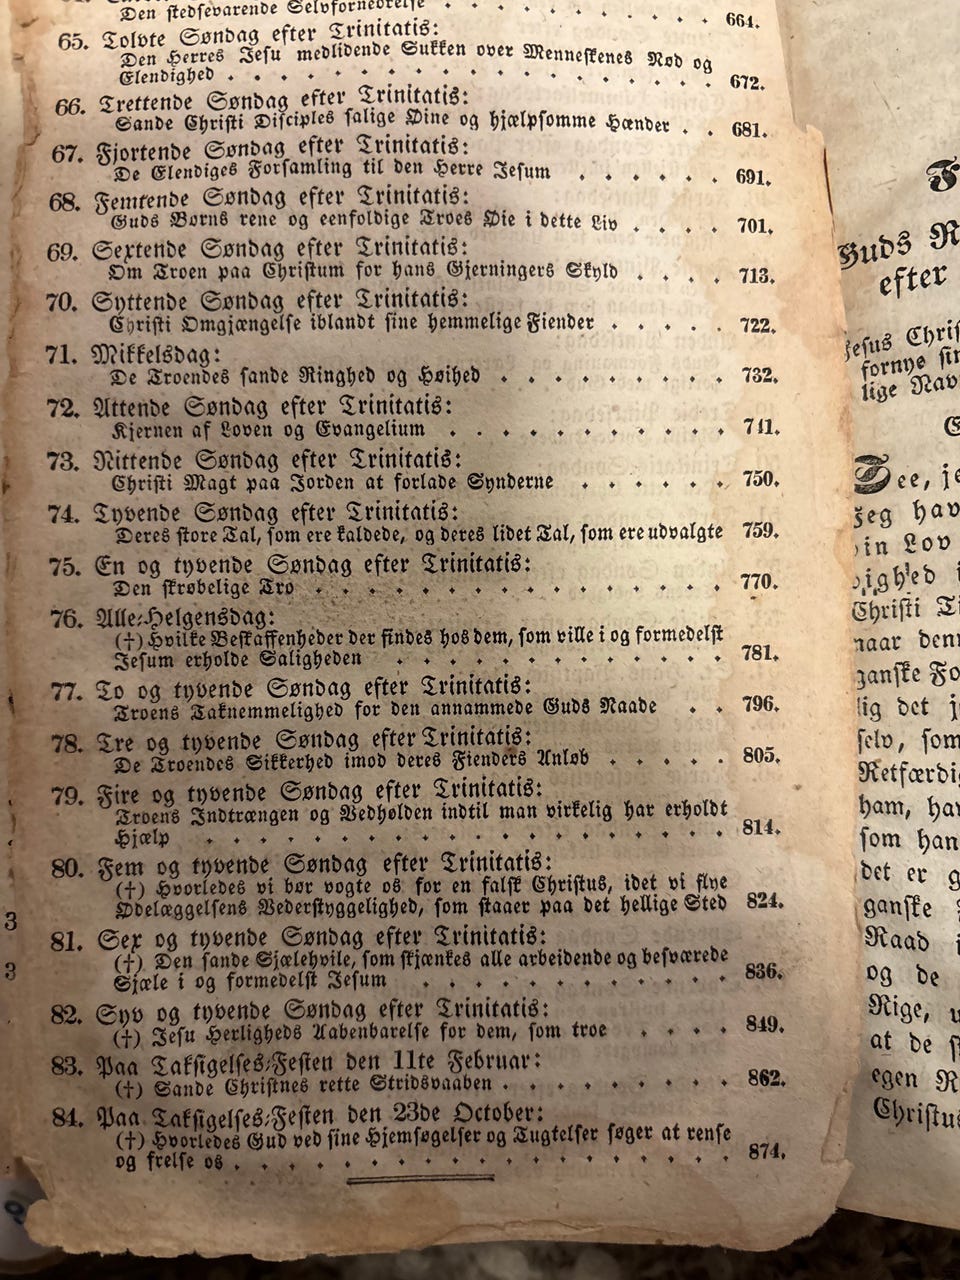 Den stedsevarende Selvfornedrelse . . . . . . . 664.
65. Tolvte Søndag efter Trinitatis:
Den Herres Jesu medlidende Sukken over Menneskenes Nød og
Elendighed . . . . . . . . . . . . . . . . . . 672.
66. Trettende Søndag efter Trinitatis:
Sande Christi Disciples salige Øine og hjælpsomme Hænder . . 681.
67. Fjortende Søndag efter Trinitatis:
De Elendiges Forsamling til den Herre Jesum . . . . . . 691.
68. Femtende Søndag efter Trinitatis:
Guds Børns rene og eenfoldige Troes Øie i dette Liv . . . . 701.
69. Sextende Søndag efter Trinitatis:
Om Troen paa Christum for hans Gjerningers Skyld . . . . 713.
70. Syttende Søndag efter Trinitatis:
Christi Omgjængelse iblandt sine hemmelige Fiender . . . . . 722.
71. Mikkelsdag:
De Troendes sande Ringhed og Høihed . . . . . . . . . 732.
72. Attende Søndag efter Trinitatis:
Kjernen af Loven og Evangelium . . . . . . . . . . . 741.
73. Nittende Søndag efter Trinitatis:
Christi Magt paa Jorden at forlade Synderne . . . . . . 750.
74. Tyvende Søndag efter Trinitatis:
Deres store Tal, som ere kaldede, og deres lidet Tal, som ere udvalgte 759.
75. En og tyvende Søndag efter Trinitatis:
Den skrøbelige Tro . . . . . . . . . . . . . . . . 770.
76. Alle-Helgensdag:
(†) Hvilke Beskaffenheder der findes hos dem, som ville i og formedelst
Jesum erholde Saligheden . . . . . . . . . . . . . 781.
77. To og tyvende Søndag efter Trinitatis:
Troens Taknemmelighed for den annammede Guds Naade . . 796.
78. Tre og tyvende Søndag efter Trinitatis:
De Troendes Sikkerhed imod deres Fienders Anløb . . . . . 805.
79. Fire og tyvende Søndag efter Trinitatis:
Troens Indtrængen og Vedholden indtil man virkelig har erholdt
Hjælp . . . . . . . . . . . . . . . . . . . . 814.
80. Fem og tyvende Søndag efter Trinitatis:
(†) Hvorledes vi bør vogte os for en falsk Christus, idet vi flye
Ødelæggelsens Vederstyggelighed, som staaer paa det hellige Sted 824.
81. Sex og tyvende Søndag efter Trinitatis:
(†) Den sande Sjælehvile, som skjænkes alle arbeidende og besværede
Sjæle i og formedelst Jesum . . . . . . . . . . . . 836.
82. Syv og tyvende Søndag efter Trinitatis:
(†) Jesu Herligheds Aabenbarelse for dem, som troe . . . . 849.
83. Paa Taksigelses-Festen den 11te Februar:
(†) Sande Christnes rette Stridsvaaben . . . . . . . . . 862.
84. Paa Taksigelses-Festen den 23de October:
(†) Hvorledes Gud ved sine Hjemsøgelser og Tugtelser søger at rense
og frelse os . . . . . . . . . . . . . . . . . . . 874.
3
3
F
Guds R
efter
Jesus Chris
fornye sin
lige Nav
G
See, je
jeg hav
Lov
Christi Ti
naar den
ganske Fo
lig det j
selv, som
Retfærdig
ham, hav
som han
det er g
ganske
Raad i
og de
Rige, u
at de s
egen R
Christus